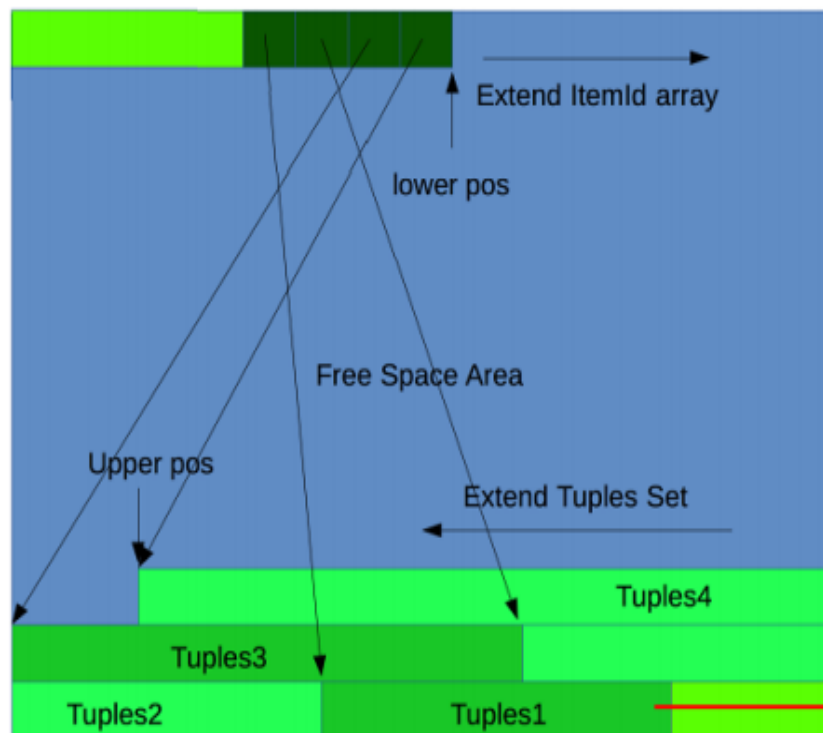 Extend ItemId array
lower pos
Free Space Area
Upper pos
Extend Tuples Set
Tuples4
Tuples3
Tuples2
Tuples1